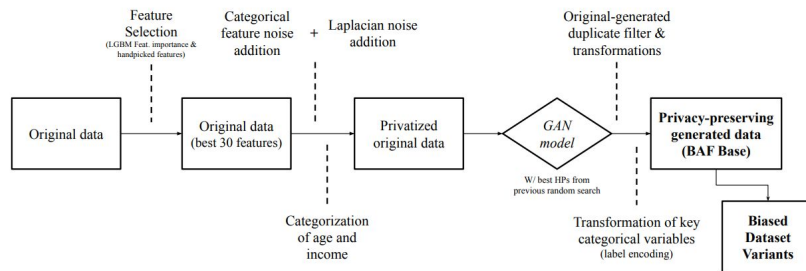 Feature
Selection
(LGBM Feat. importance &
handpicked features)
Categorical
feature noise
addition
+
Laplacian noise
addition
Original-generated
duplicate filter &
transformations
Original data
Original data
(best 30 features)
Privatized
original data
GAN
model
W/ best HPs from
previous random search
Privacy-preserving
generated data
(BAF Base)
Categorization
of age and
income
Transformation of key
categorical variables
(label encoding)
Biased
Dataset
Variants